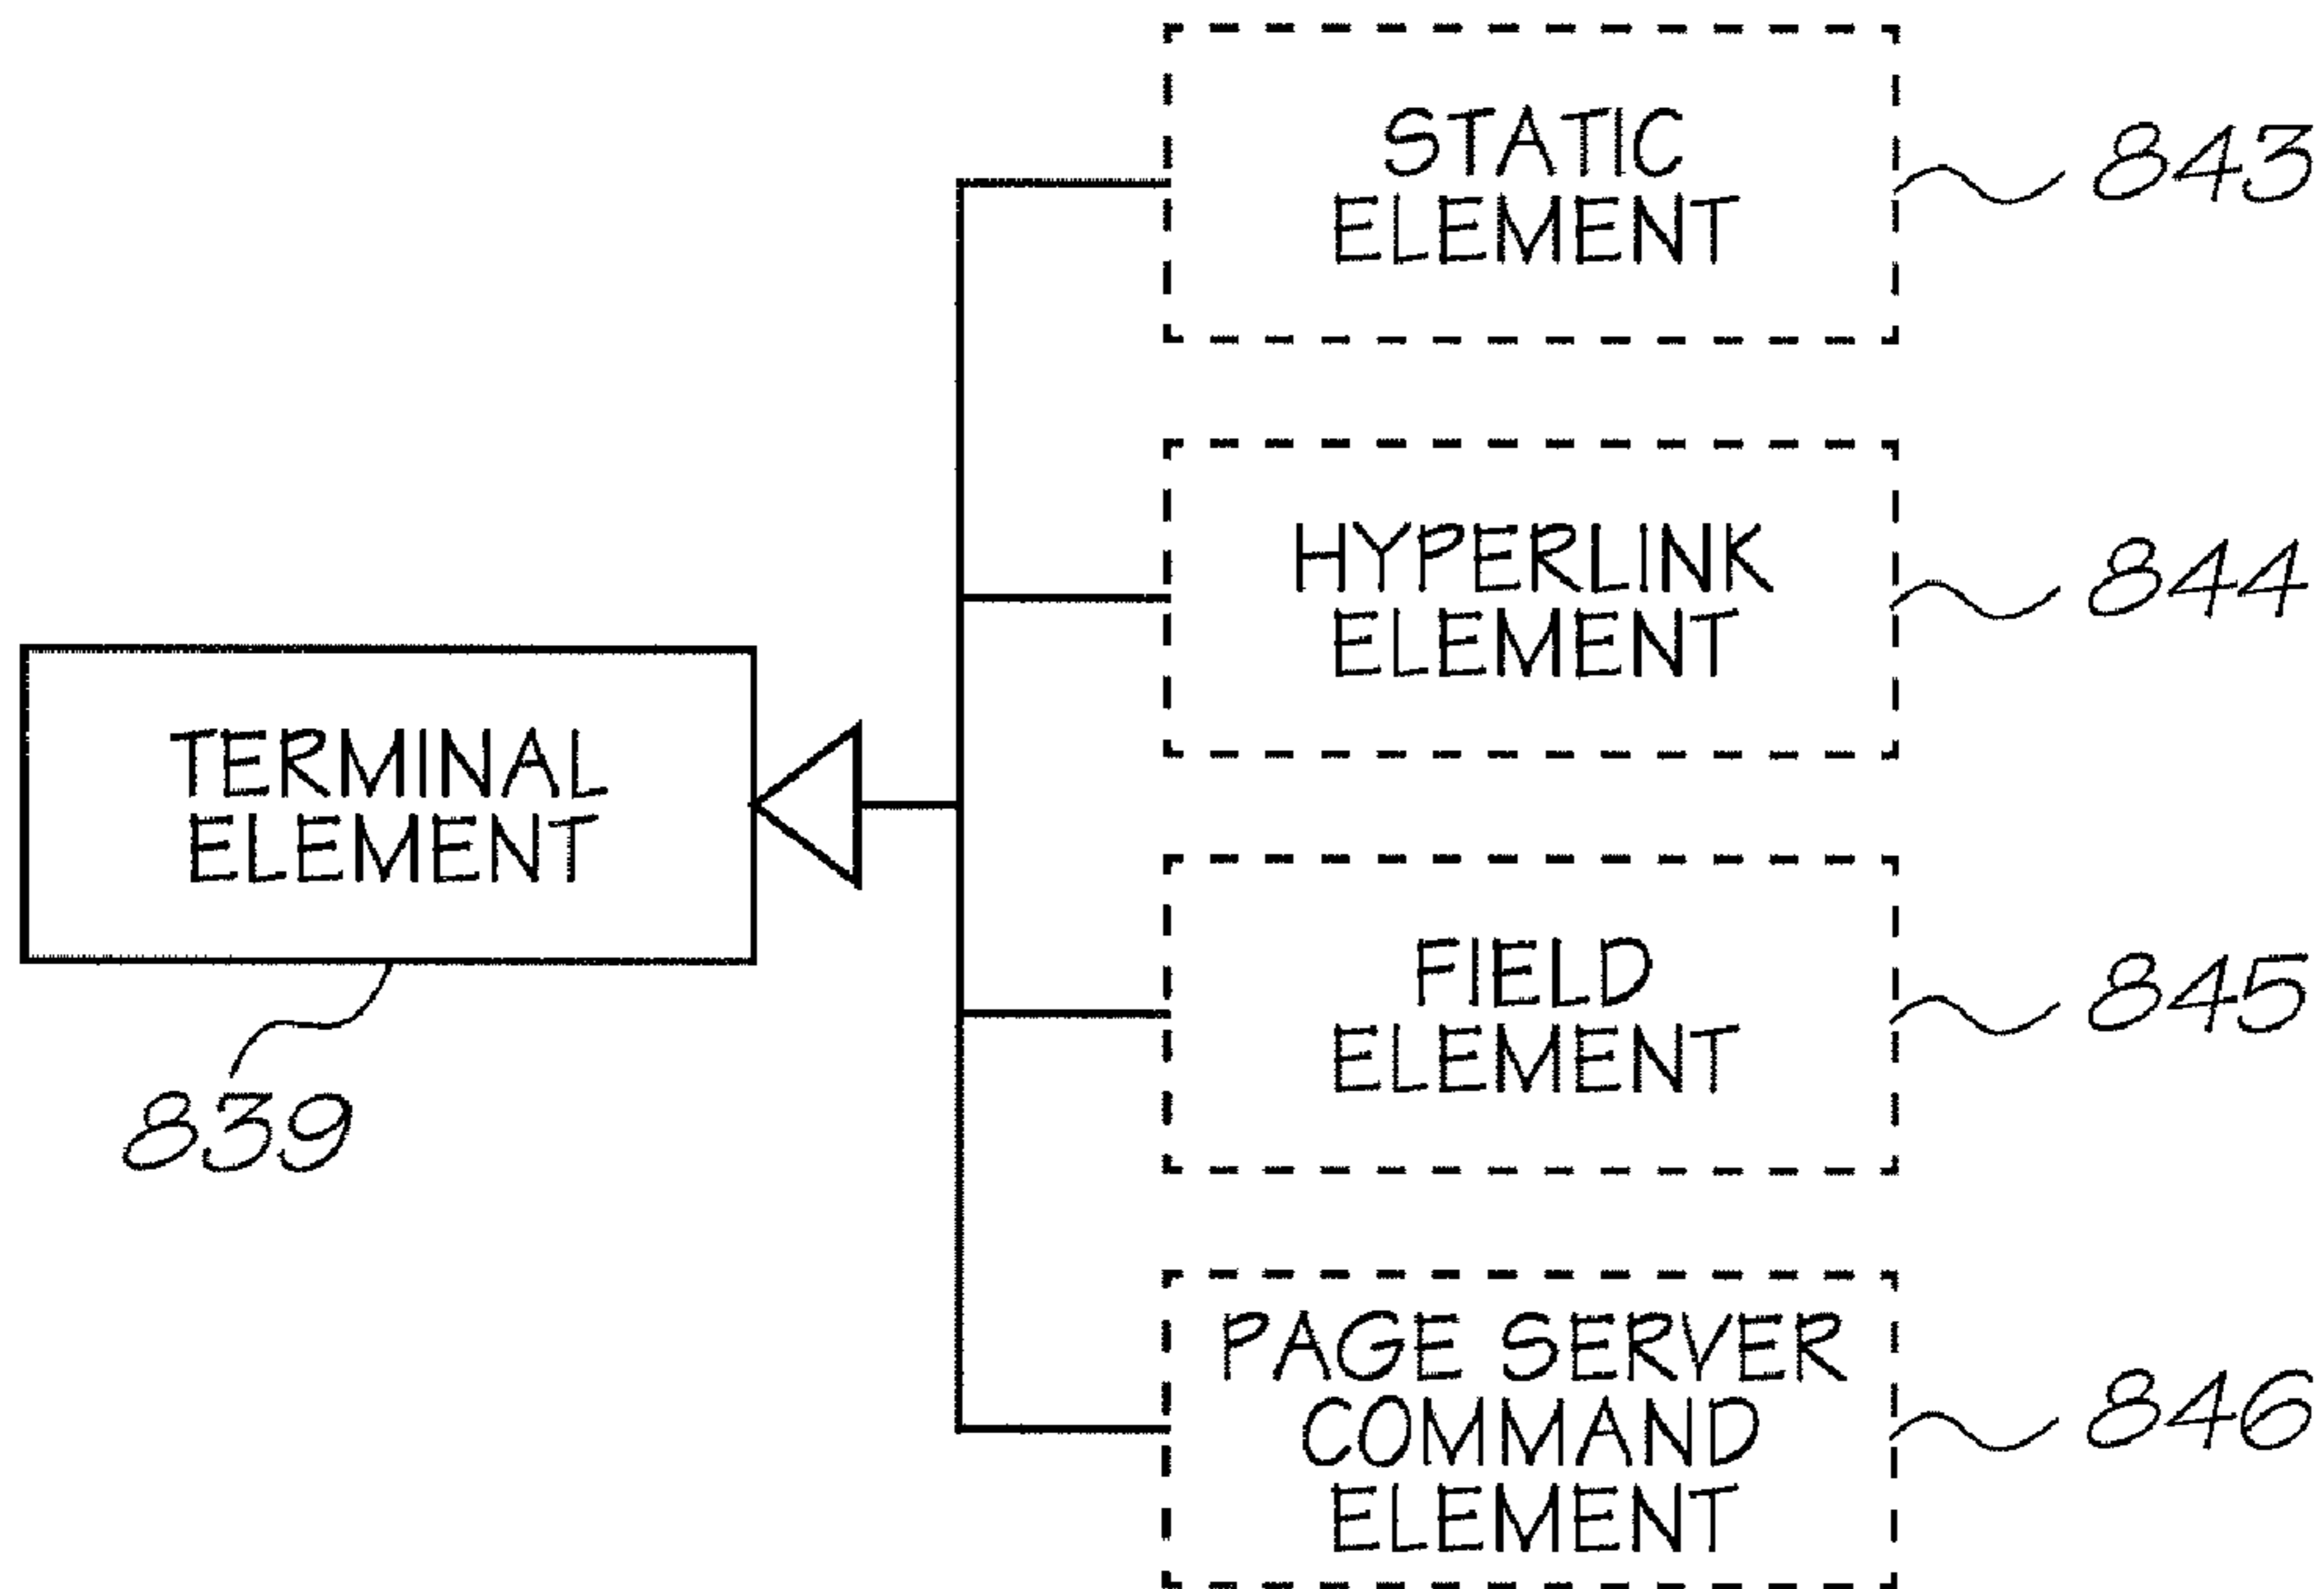 STATIC
ELEMENT
843
HYPERLINK
ELEMENT
844
TERMINAL
ELEMENT
839
FIELD
ELEMENT
845
PAGE SERVER
COMMAND
ELEMENT
846